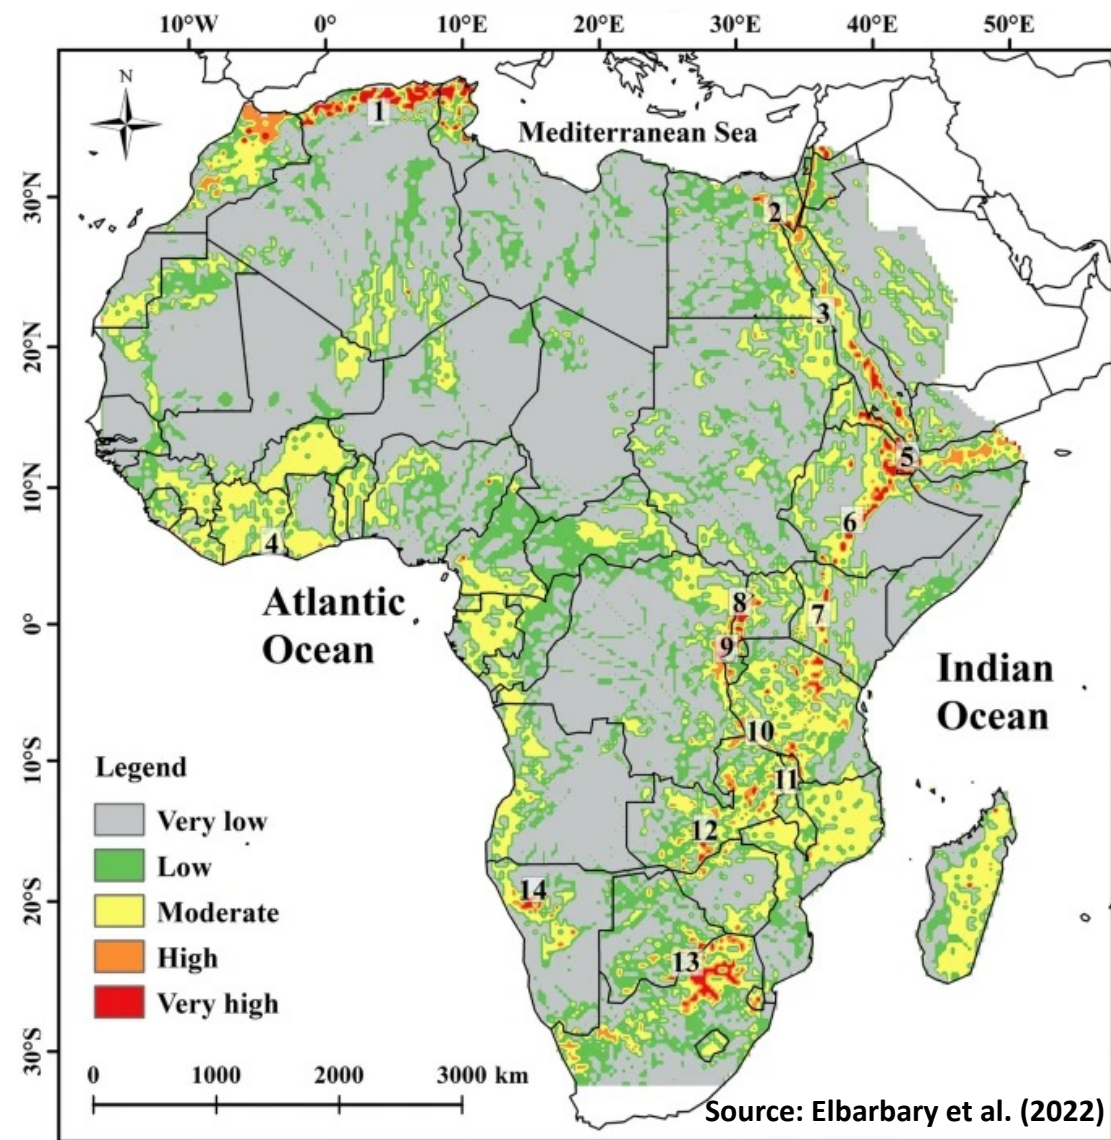 10°W 0° 10°E 20°E 30°E 40°E 50°E
N
1
Mediterranean Sea
30°N
2
3
20°N
5
10°N
6
4
Atlantic
Ocean
0°
8
7
9
Indian
Ocean
10
10°S
11
Legend
Very low
12
Low
14
20°S
Moderate
High
13
Very high
30°S
0 1000 2000 3000 km
Source: Elbarbary et al. (2022)